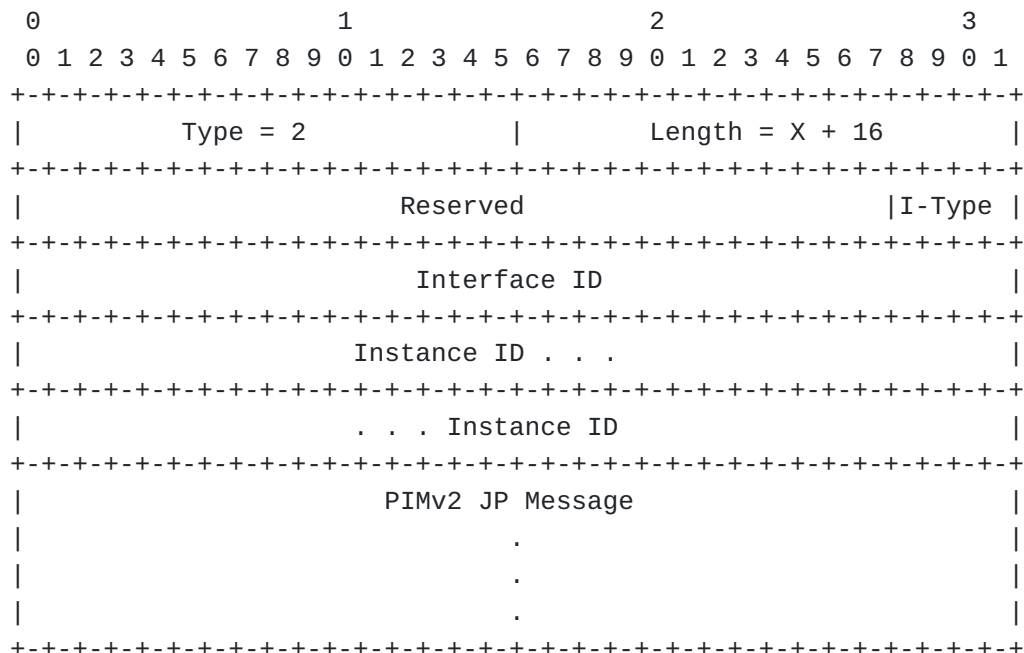 0                   1                   2                   3
 0 1 2 3 4 5 6 7 8 9 0 1 2 3 4 5 6 7 8 9 0 1 2 3 4 5 6 7 8 9 0 1
+-+-+-+-+-+-+-+-+-+-+-+-+-+-+-+-+-+-+-+-+-+-+-+-+-+-+-+-+-+-+-+-+
|          Type = 2             |        Length = X + 16        |
+-+-+-+-+-+-+-+-+-+-+-+-+-+-+-+-+-+-+-+-+-+-+-+-+-+-+-+-+-+-+-+-+
|                        Reserved                       |I-Type |
+-+-+-+-+-+-+-+-+-+-+-+-+-+-+-+-+-+-+-+-+-+-+-+-+-+-+-+-+-+-+-+-+
|                         Interface ID                          |
+-+-+-+-+-+-+-+-+-+-+-+-+-+-+-+-+-+-+-+-+-+-+-+-+-+-+-+-+-+-+-+-+
|                     Instance ID . . .                         |
+-+-+-+-+-+-+-+-+-+-+-+-+-+-+-+-+-+-+-+-+-+-+-+-+-+-+-+-+-+-+-+-+
|                     . . . Instance ID                         |
+-+-+-+-+-+-+-+-+-+-+-+-+-+-+-+-+-+-+-+-+-+-+-+-+-+-+-+-+-+-+-+-+
|                       PIMv2 JP Message                        |
|                               .                               |
|                               .                               |
|                               .                               |
+-+-+-+-+-+-+-+-+-+-+-+-+-+-+-+-+-+-+-+-+-+-+-+-+-+-+-+-+-+-+-+-+